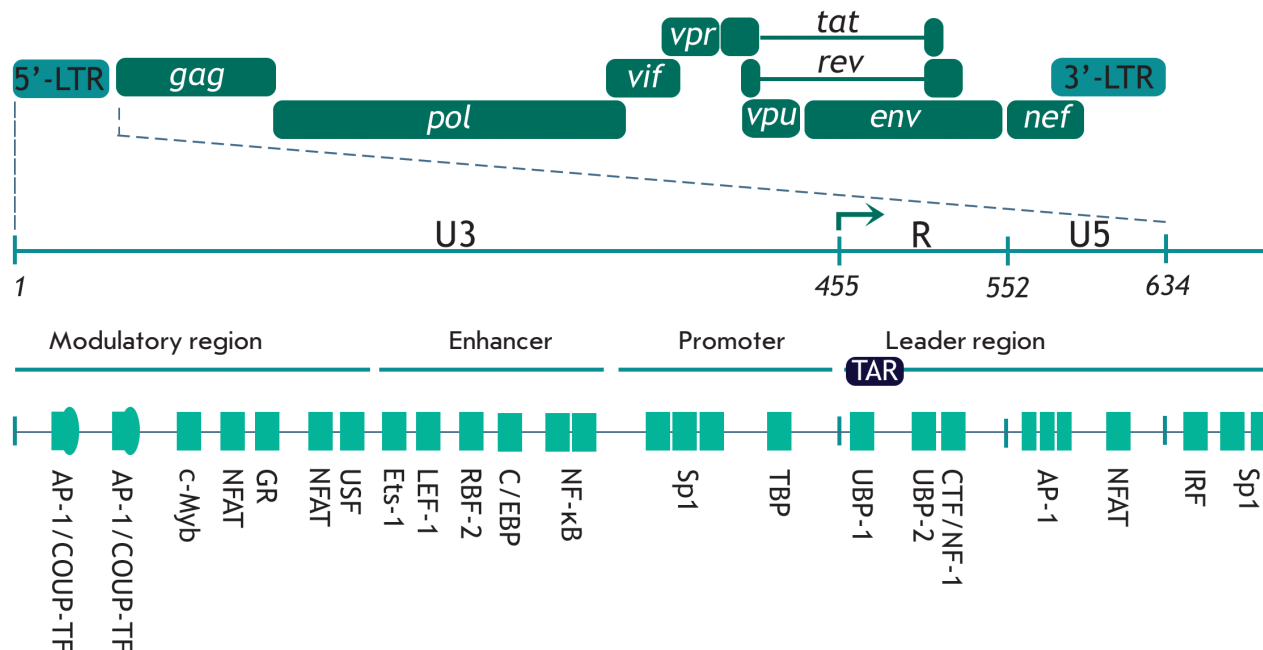 vpr tat
5’-LTR gag vif rev 3’-LTR
pol vpu env nef
U3 R U5
1 455 552 634
Modulatory region Enhancer Promoter Leader region
TAR
AP-1/COUP-TF
AP-1/COUP-TF
c-Myb
NFAT
GR
NFAT
USF
Ets-1
LEF-1
RBF-2
C/EBP
NF-κB
Sp1
TBP
UBP-1
UBP-2
CTF/NF-1
AP-1
NFAT
IRF
Sp1